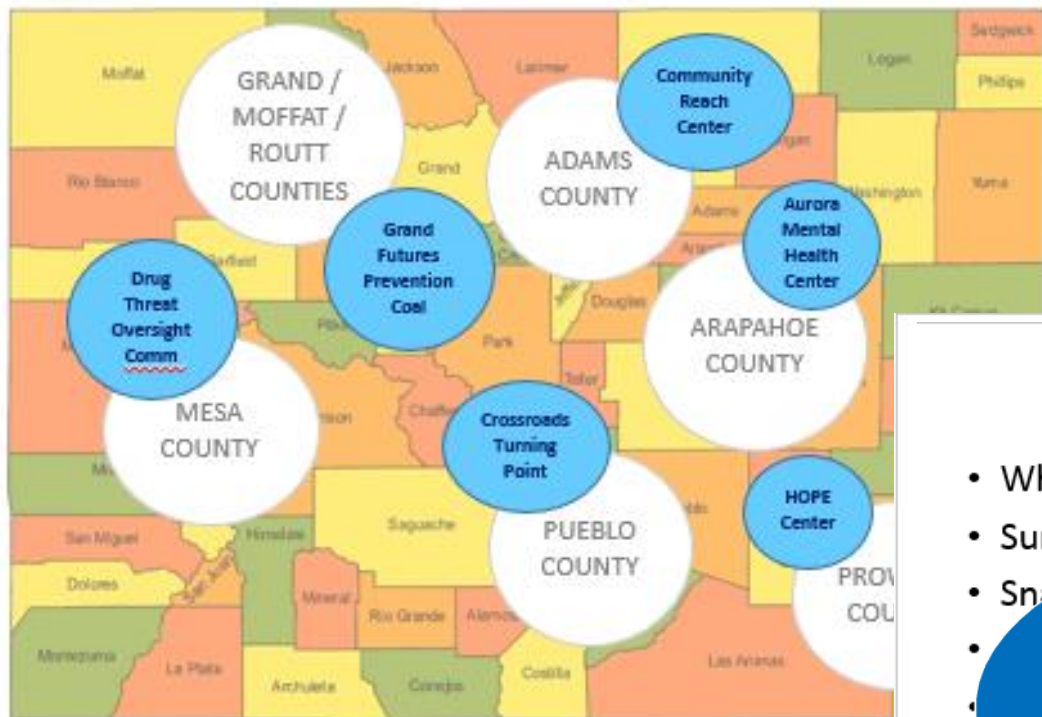 Moffat
GRAND /
MOFFAT /
ROUTT
COUNTIES
Jackson
Larimer
Community
Reach
Center
Logan
Sedgwick
Phillips
Rio Blanco
Grand
ADAMS
COUNTY
Adams
Washington
Yuma
Drug
Threat
Oversight
Comm
Grand
Futures
Prevention
Coal
Aurora
Mental
Health
Center
Douglas
Park
Teller
ARAPAHOE
COUNTY
MESA
COUNTY
Crossroads
Turning
Point
HOPE
Center
PUEBLO
COUNTY
San Miguel
Hinsdale
Saguache
Dolores
San Juan
Mineral
Rio Grande
Montezuma
La Plata
Archuleta
Conejos
Costilla
Las Animas